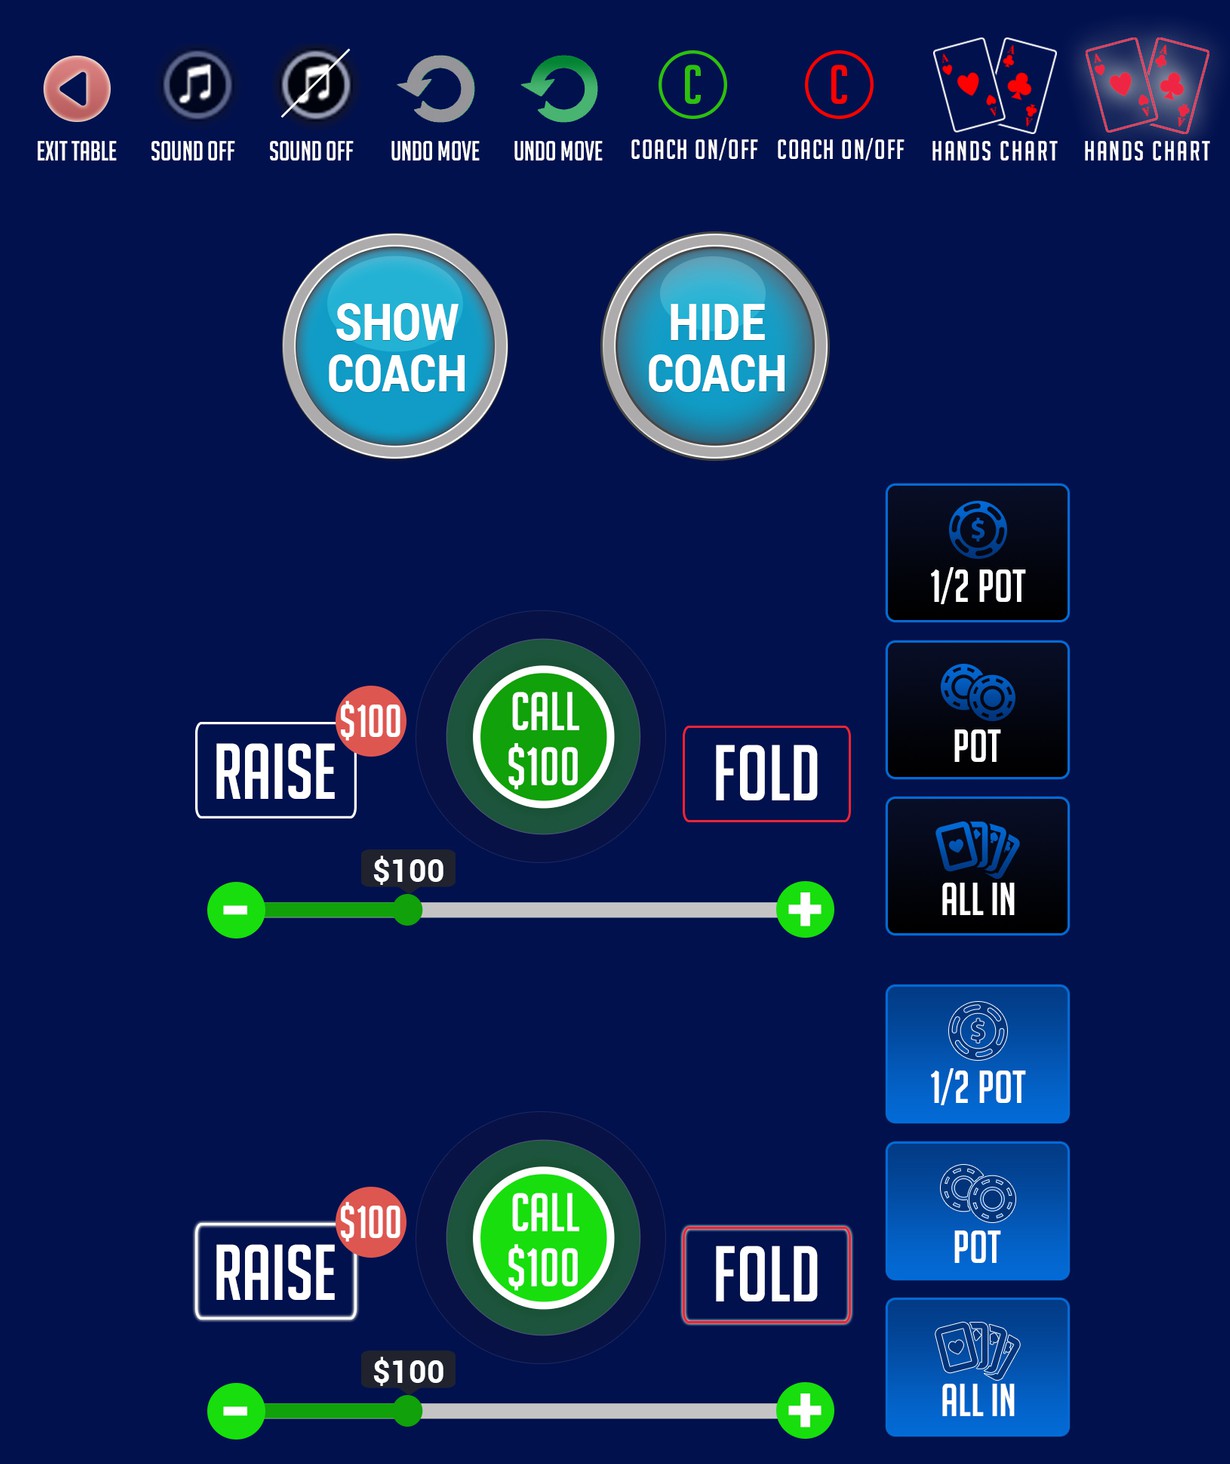 EXIT TABLE
SOUND OFF
SOUND OFF
UNDO MOVE
UNDO MOVE
C
COACH ON/OFF
C
COACH ON/OFF
A
A
A
A
HANDS CHART
A
A
A
A
HANDS CHART
SHOW
COACH
HIDE
COACH
$
1/2 POT
POT
ALL IN
RAISE
$100
CALL
$100
FOLD
$100
-
+
$
1/2 POT
POT
ALL IN
RAISE
$100
CALL
$100
FOLD
$100
-
+